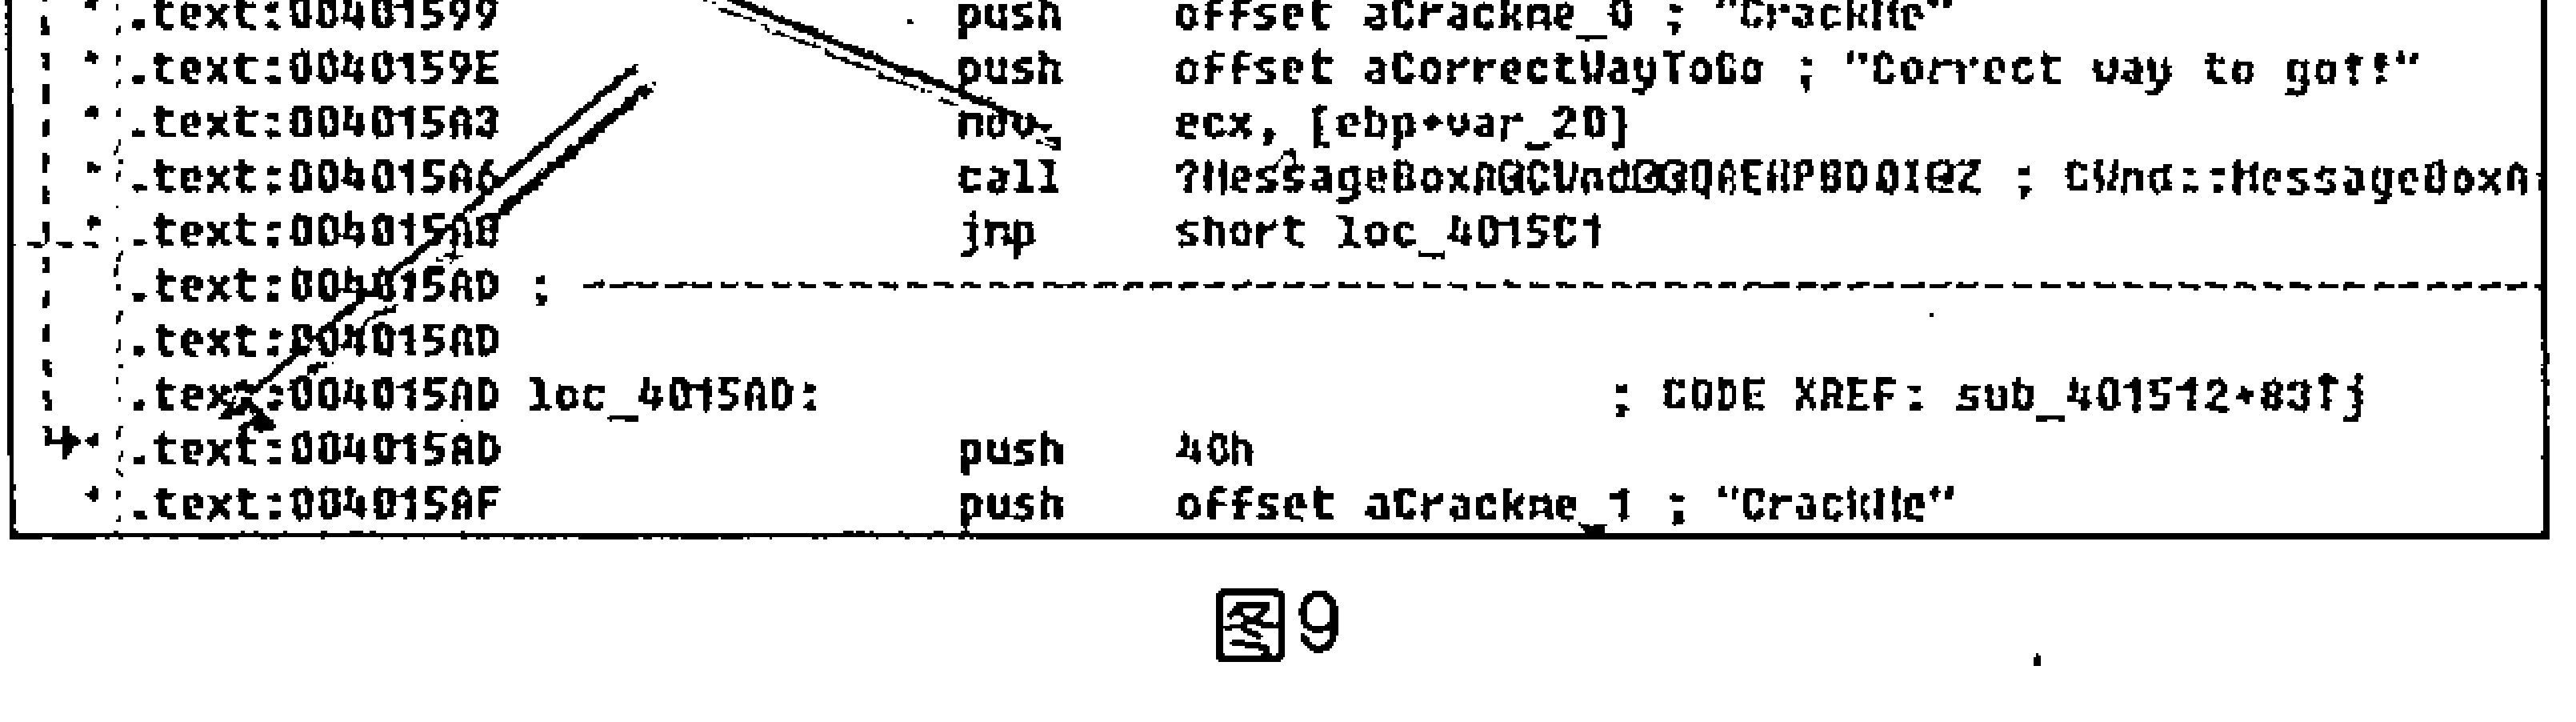 .text:00401599 push offset aCrackme_0 ; "CrackMe"
.text:0040159E push offset aCorrectWayToGo ; "Correct way to go!!"
.text:004015A3 mov ecx, [ebp+var_20]
.text:004015A6 call ?MessageBoxA@CWnd@@QAEHPBD0I@Z ; CWnd::MessageBoxA
.text:004015AB jmp short loc_4015C1
.text:004015AD ; ------------------------------------------------
.text:004015AD
.text:004015AD loc_4015AD: ; CODE XREF: sub_401512+83↑j
.text:004015AD push 40h
.text:004015AF push offset aCrackme_1 ; "CrackMe"
图9